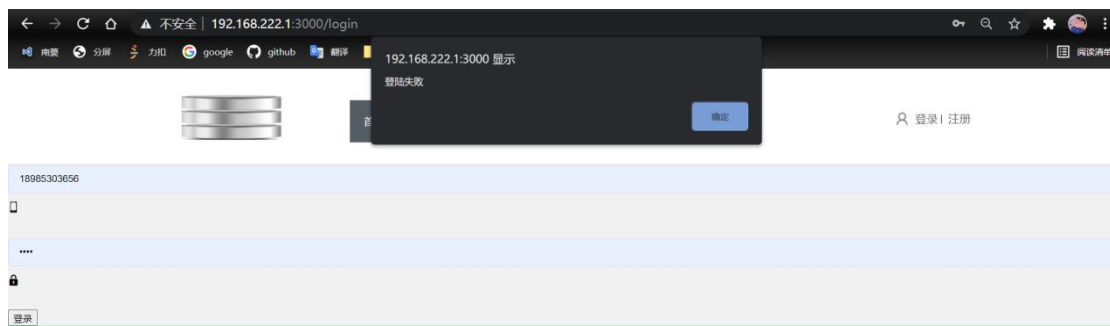 不安全 | 192.168.222.1:3000/login
南菱 分屏 力扣 google github 翻译 阅读清单
192.168.222.1:3000 显示
登陆失败
确定
首
登录 | 注册
18985303656
••••
登录